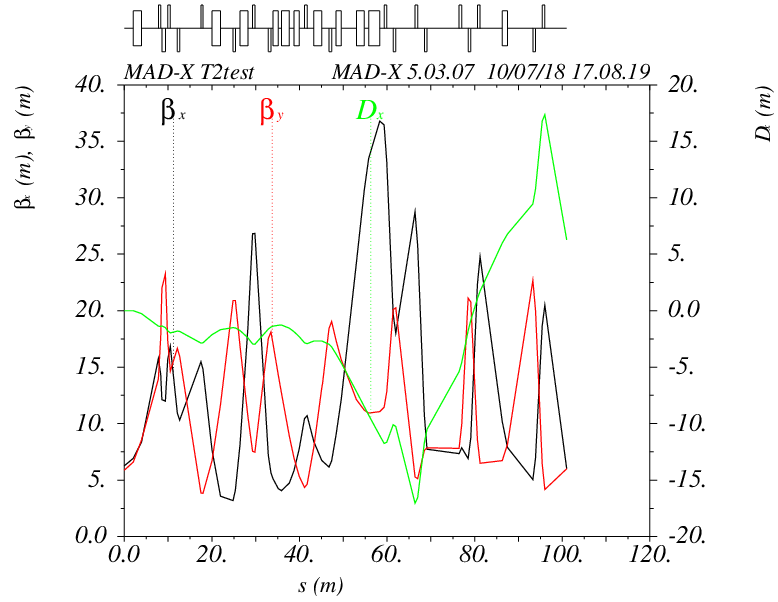 MAD-X T2test MAD-X 5.03.07 10/07/18 17.08.19
40. 20.
βx βy Dx
35. 15.
30. 10.
25. 5.
20. 0.0
15. -5.
10. -10.
5. -15.
0.0 -20.
0.0 20. 40. 60. 80. 100. 120.
s (m)
βx (m), βy (m)
Dx (m)